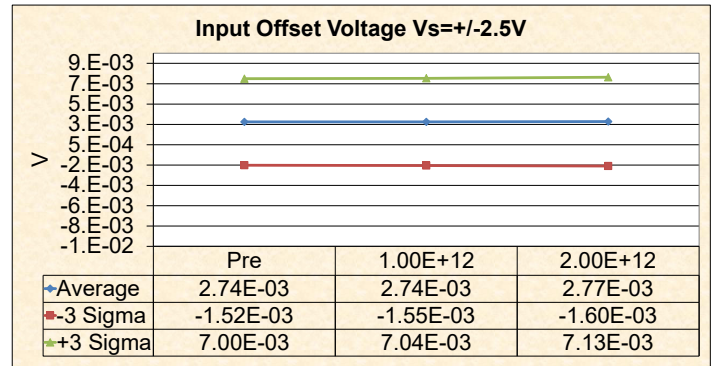 Input Offset Voltage Vs=+/-2.5V
9.E-03
7.E-03
5.E-03
3.E-03
5.E-04
-2.E-03
-4.E-03
-6.E-03
-8.E-03
-1.E-02
V
Pre 1.00E+12 2.00E+12
Average 2.74E-03 2.74E-03 2.77E-03
-3 Sigma -1.52E-03 -1.55E-03 -1.60E-03
+3 Sigma 7.00E-03 7.04E-03 7.13E-03